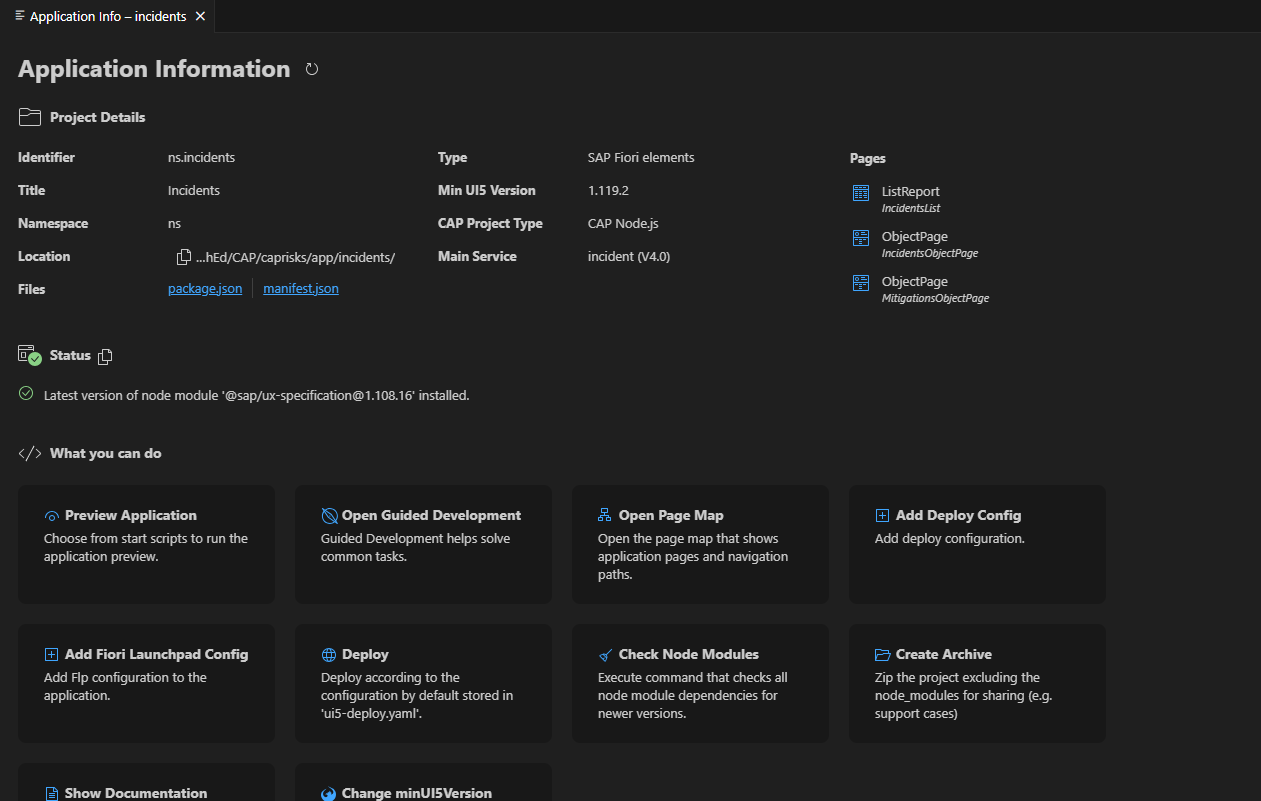 Application Info – incidents
Application Information
Project Details
Identifier ns.incidents
Title Incidents
Namespace ns
Location ...hEd/CAP/caprisks/app/incidents/
Files package.json manifest.json
Type SAP Fiori elements
Min UI5 Version 1.119.2
CAP Project Type CAP Node.js
Main Service incident (V4.0)
Pages
ListReport
IncidentsList
ObjectPage
IncidentsObjectPage
ObjectPage
MitigationsObjectPage
Status
Latest version of node module '@sap/ux-specification@1.108.16' installed.
What you can do
Preview Application
Choose from start scripts to run the
application preview.
Open Guided Development
Guided Development helps solve
common tasks.
Open Page Map
Open the page map that shows
application pages and navigation
paths.
Add Deploy Config
Add deploy configuration.
Add Fiori Launchpad Config
Add Flp configuration to the
application.
Deploy
Deploy according to the
configuration by default stored in
'ui5-deploy.yaml'.
Check Node Modules
Execute command that checks all
node module dependencies for
newer versions.
Create Archive
Zip the project excluding the
node_modules for sharing (e.g.
support cases)
Show Documentation
Change minUI5Version